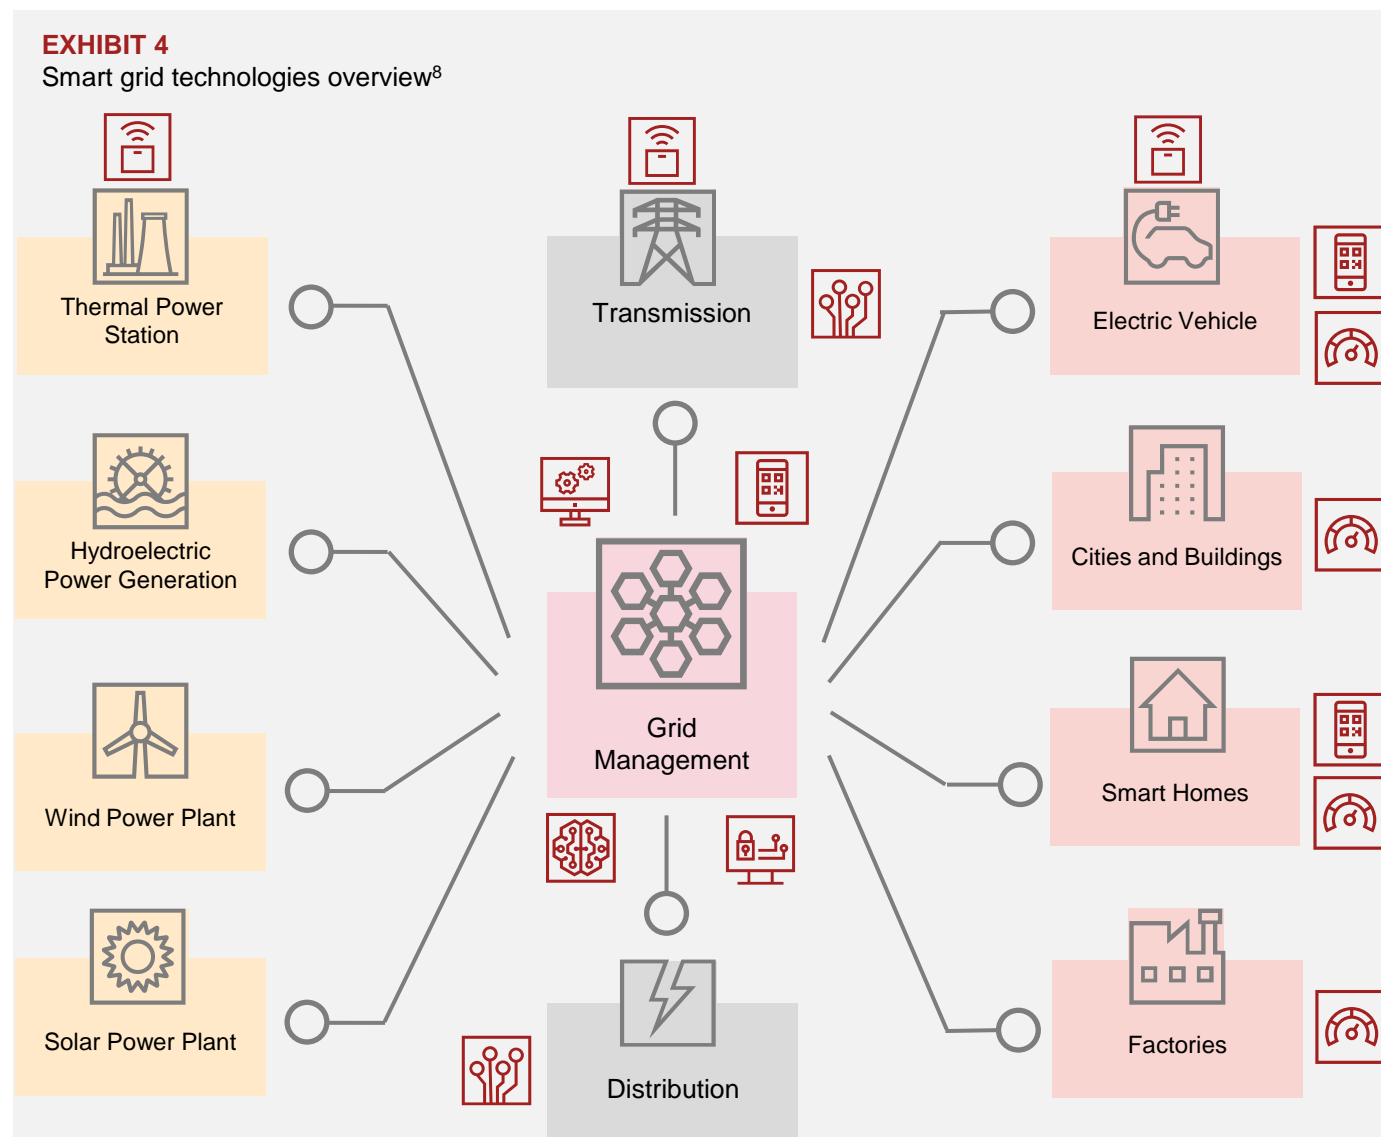 EXHIBIT 4
Smart grid technologies overview8
Thermal Power
Station
Transmission
Electric Vehicle
Hydroelectric
Power Generation
Cities and Buildings
Grid
Management
Wind Power Plant
Smart Homes
Solar Power Plant
Distribution
Factories